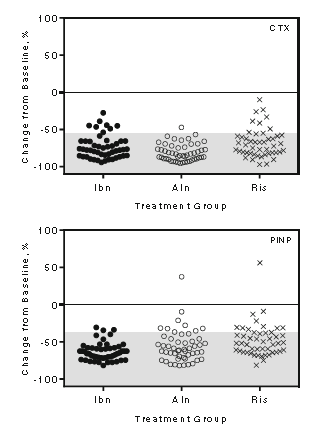 CTX
100
50
0
-50
-100
Change from Baseline, %
Ibn Aln Ris
Treatment Group
PINP
100
50
0
-50
-100
Change from Baseline, %
Ibn Aln Ris
Treatment Group